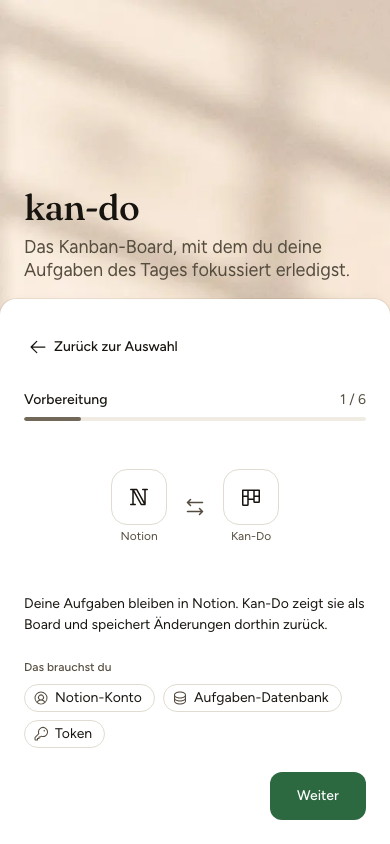 kan-do
Das Kanban-Board, mit dem du deine
Aufgaben des Tages fokussiert erledigst.
Zurück zur Auswahl
Vorbereitung 1 / 6
Notion Kan-Do
Deine Aufgaben bleiben in Notion. Kan-Do zeigt sie als
Board und speichert Änderungen dorthin zurück.
Das brauchst du
Notion-Konto Aufgaben-Datenbank
Token
Weiter